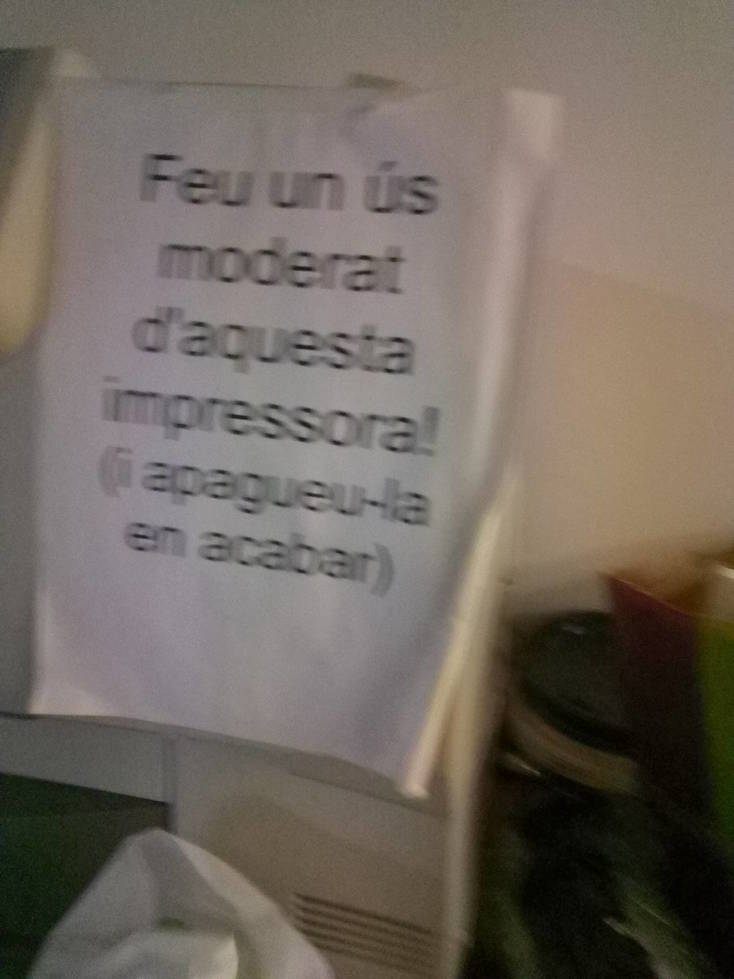 Feu un ús
moderat
d'aquesta
impressora!
(i apagueu-la
en acabar)